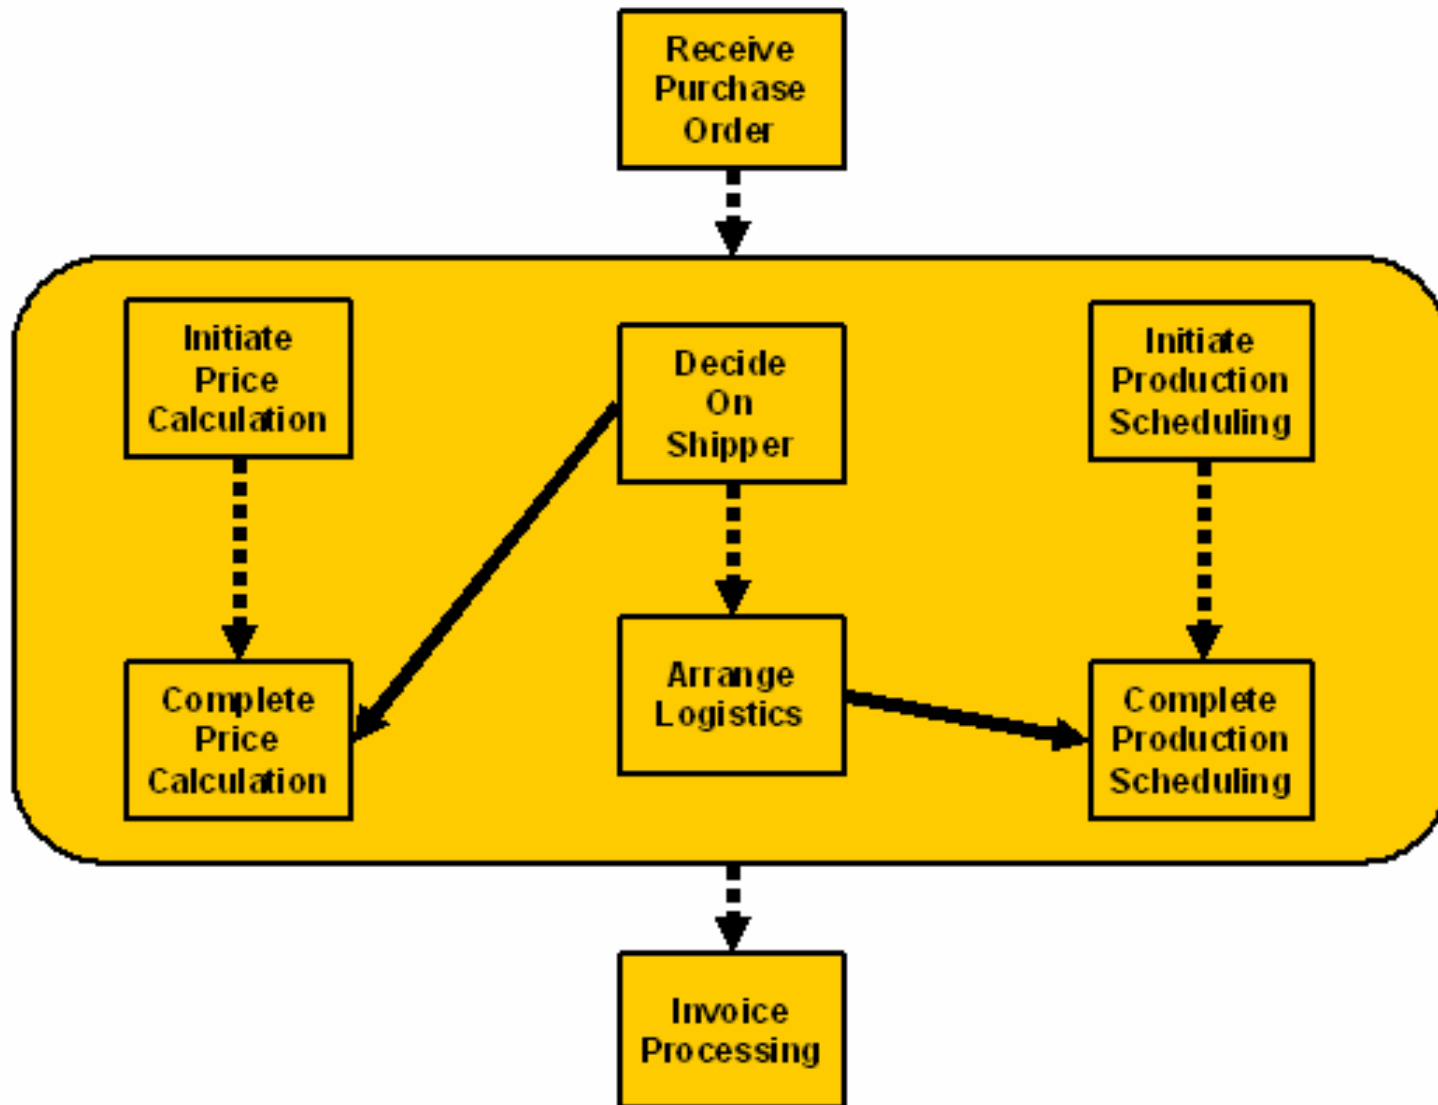 Receive
Purchase
Order
Initiate
Price
Calculation
Decide
On
Shipper
Initiate
Production
Scheduling
Complete
Price
Calculation
Arrange
Logistics
Complete
Production
Scheduling
Invoice
Processing